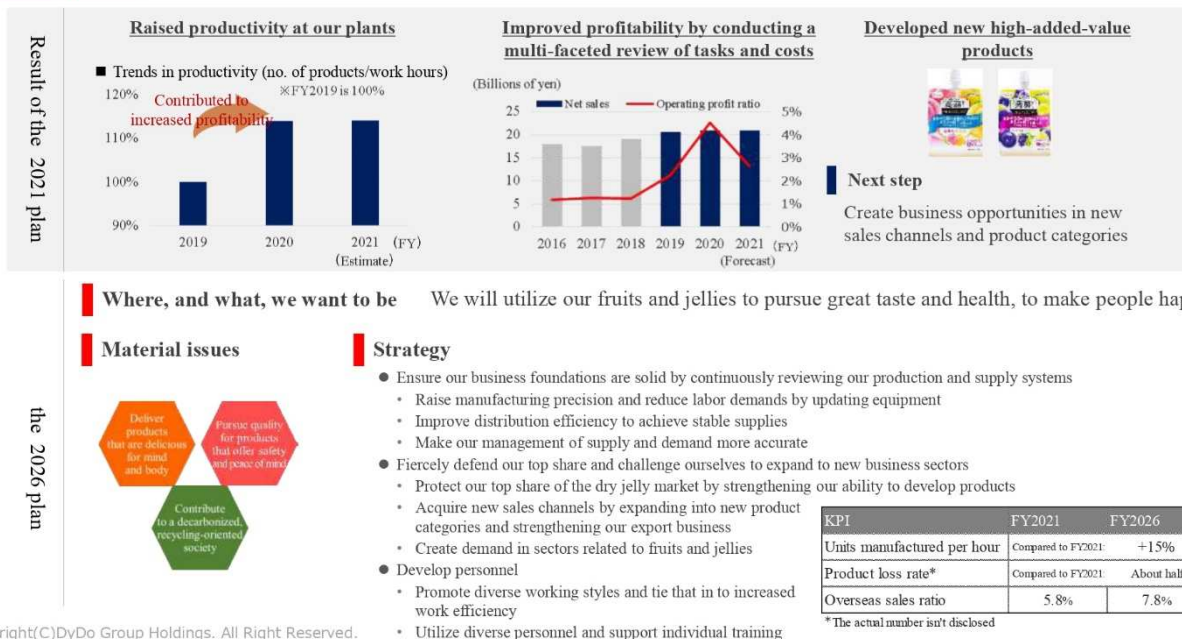 Result of the 2021 plan
Raised productivity at our plants
■ Trends in productivity (no. of products/work hours)
※FY2019 is 100%
Contributed to
increased profitability
120%
110%
100%
90%
2019 2020 2021 (FY)
(Estimate)
Improved profitability by conducting a
multi-faceted review of tasks and costs
(Billions of yen)
Net sales Operating profit ratio
25 5%
20 4%
15 3%
10 2%
5 1%
0 0%
2016 2017 2018 2019 2020 2021 (FY)
(Forecast)
Developed new high-added-value
products
Next step
Create business opportunities in new
sales channels and product categories
the 2026 plan
Where, and what, we want to be We will utilize our fruits and jellies to pursue great taste and health, to make people hap
Material issues
Deliver
products
that are delicious
for mind
and body
Pursue quality
for products
that offer safety
and peace of mind
Contribute
to a decarbonized,
recycling-oriented
society
Strategy
● Ensure our business foundations are solid by continuously reviewing our production and supply systems
• Raise manufacturing precision and reduce labor demands by updating equipment
• Improve distribution efficiency to achieve stable supplies
• Make our management of supply and demand more accurate
● Fiercely defend our top share and challenge ourselves to expand to new business sectors
• Protect our top share of the dry jelly market by strengthening our ability to develop products
• Acquire new sales channels by expanding into new product
categories and strengthening our export business
• Create demand in sectors related to fruits and jellies
● Develop personnel
• Promote diverse working styles and tie that in to increased
work efficiency
• Utilize diverse personnel and support individual training
KPI FY2021 FY2026
Units manufactured per hour Compared to FY2021: +15%
Product loss rate* Compared to FY2021: About half
Overseas sales ratio 5.8% 7.8%
*The actual number isn't disclosed
right(C)DyDo Group Holdings. All Right Reserved.